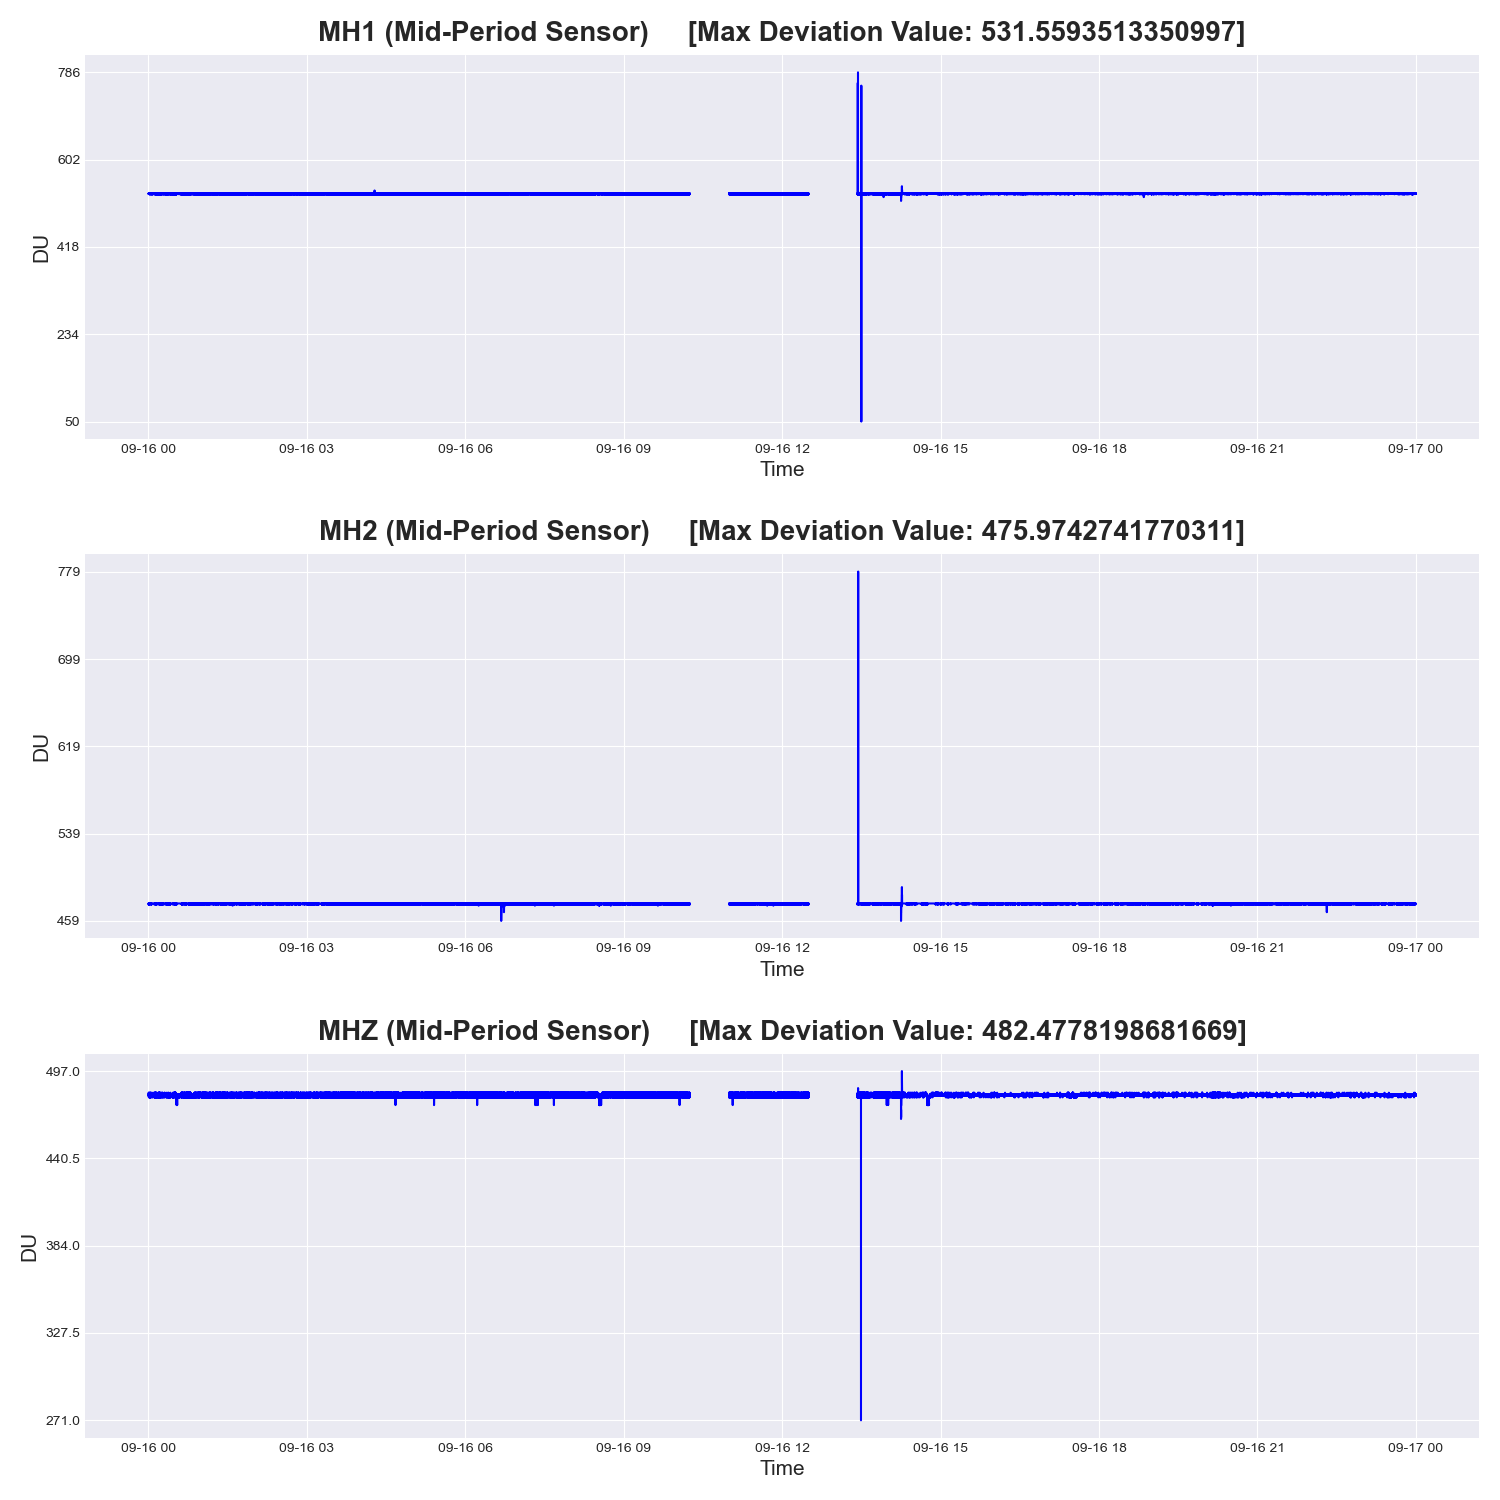 MH1 (Mid-Period Sensor) [Max Deviation Value: 531.5593513350997]
786
602
418
234
50
DU
09-16 00 09-16 03 09-16 06 09-16 09 09-16 12 09-16 15 09-16 18 09-16 21 09-17 00
Time
MH2 (Mid-Period Sensor) [Max Deviation Value: 475.9742741770311]
779
699
619
539
459
DU
09-16 00 09-16 03 09-16 06 09-16 09 09-16 12 09-16 15 09-16 18 09-16 21 09-17 00
Time
MHZ (Mid-Period Sensor) [Max Deviation Value: 482.4778198681669]
497.0
440.5
384.0
327.5
271.0
DU
09-16 00 09-16 03 09-16 06 09-16 09 09-16 12 09-16 15 09-16 18 09-16 21 09-17 00
Time